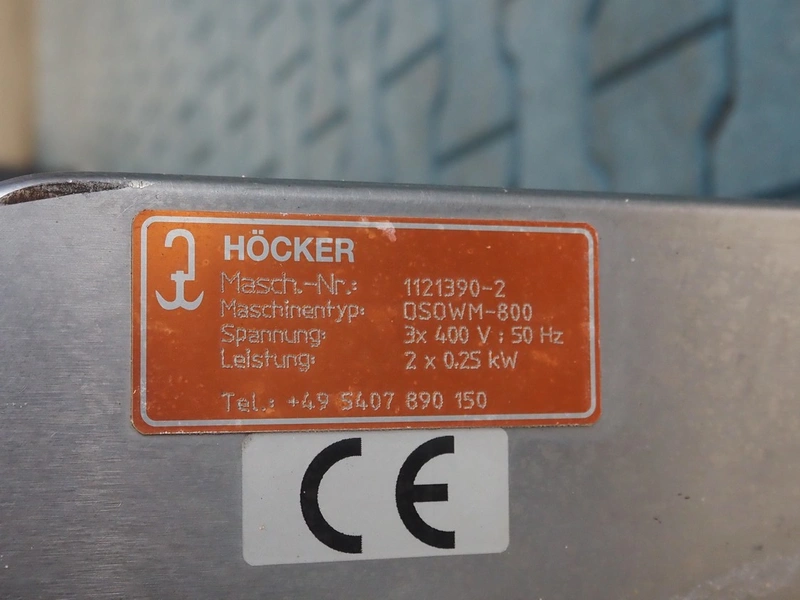 HÖCKER
Masch.-Nr.: 1121390-2
Maschinentyp: OSOWM-800
Spannung: 3x 400 V ; 50 Hz
Leistung: 2 x 0.25 kW
Tel.: +49 5407 890 150
CE